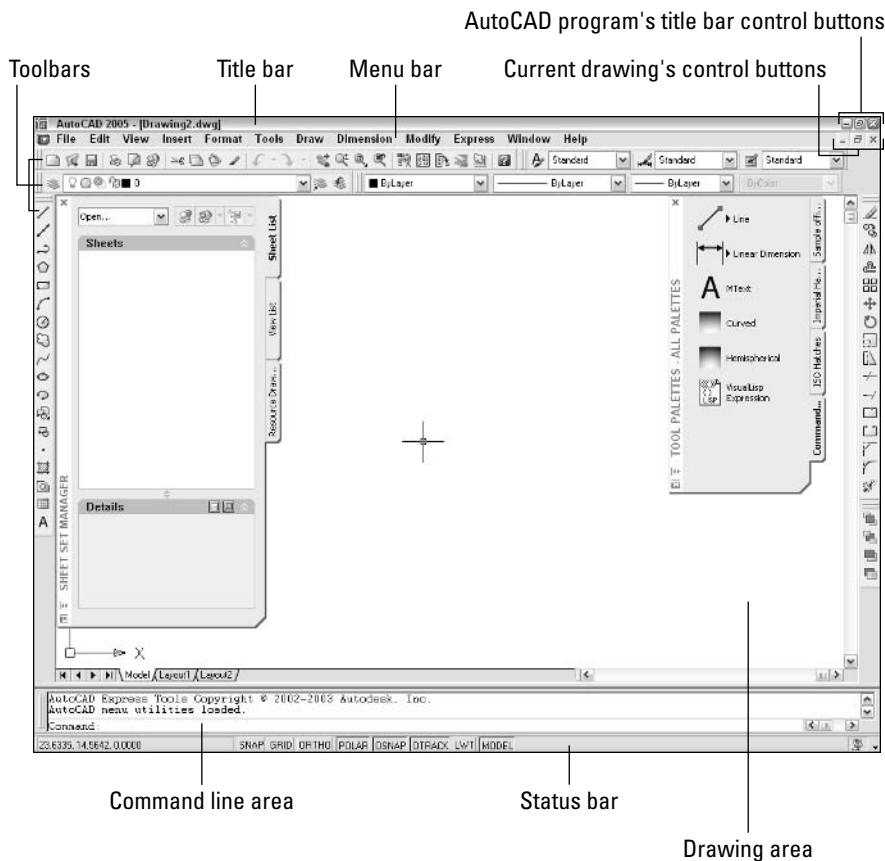 AutoCAD program's title bar control buttons
Toolbars
Title bar
Menu bar
Current drawing's control buttons
AutoCAD 2005 - [Drawing2.dwg]
File Edit View Insert Format Tools Draw Dimension Modify Express Window Help
Standard Standard Standard
0 ByLayer ByLayer ByLayer ByColor
Open...
Sheets
Sheet List
View List
Resource Draw...
Details
SHEET SET MANAGER
Line
Linear Dimension
A MText
Curved
Hemispherical
VisualLisp
Expression
LISP
TOOL PALETTES - ALL PALETTES
Sample offi...
Imperial Ha...
ISO Hatches
Command...
A
X
Model Layout1 Layout2
AutoCAD Express Tools Copyright © 2002-2003 Autodesk, Inc.
AutoCAD menu utilities loaded.
Command:
23.6335, 14.5642, 0.0000 SNAP GRID ORTHO POLAR OSNAP OTRACK LWT MODEL
Command line area
Status bar
Drawing area